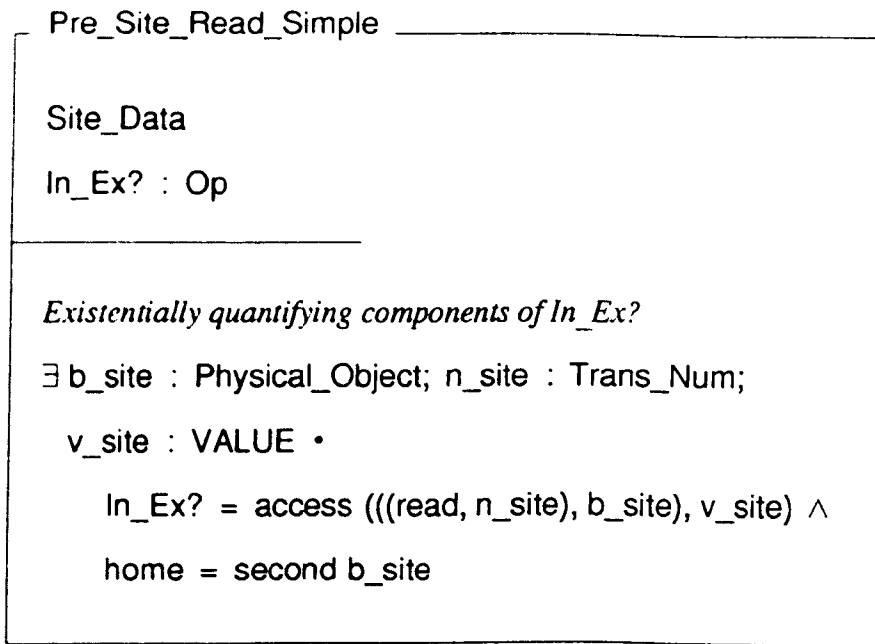 Pre_Site_Read_Simple
Site_Data
In_Ex? : Op
Existentially quantifying components of In_Ex?
∃ b_site : Physical_Object; n_site : Trans_Num;
v_site : VALUE •
In_Ex? = access (((read, n_site), b_site), v_site) ∧
home = second b_site